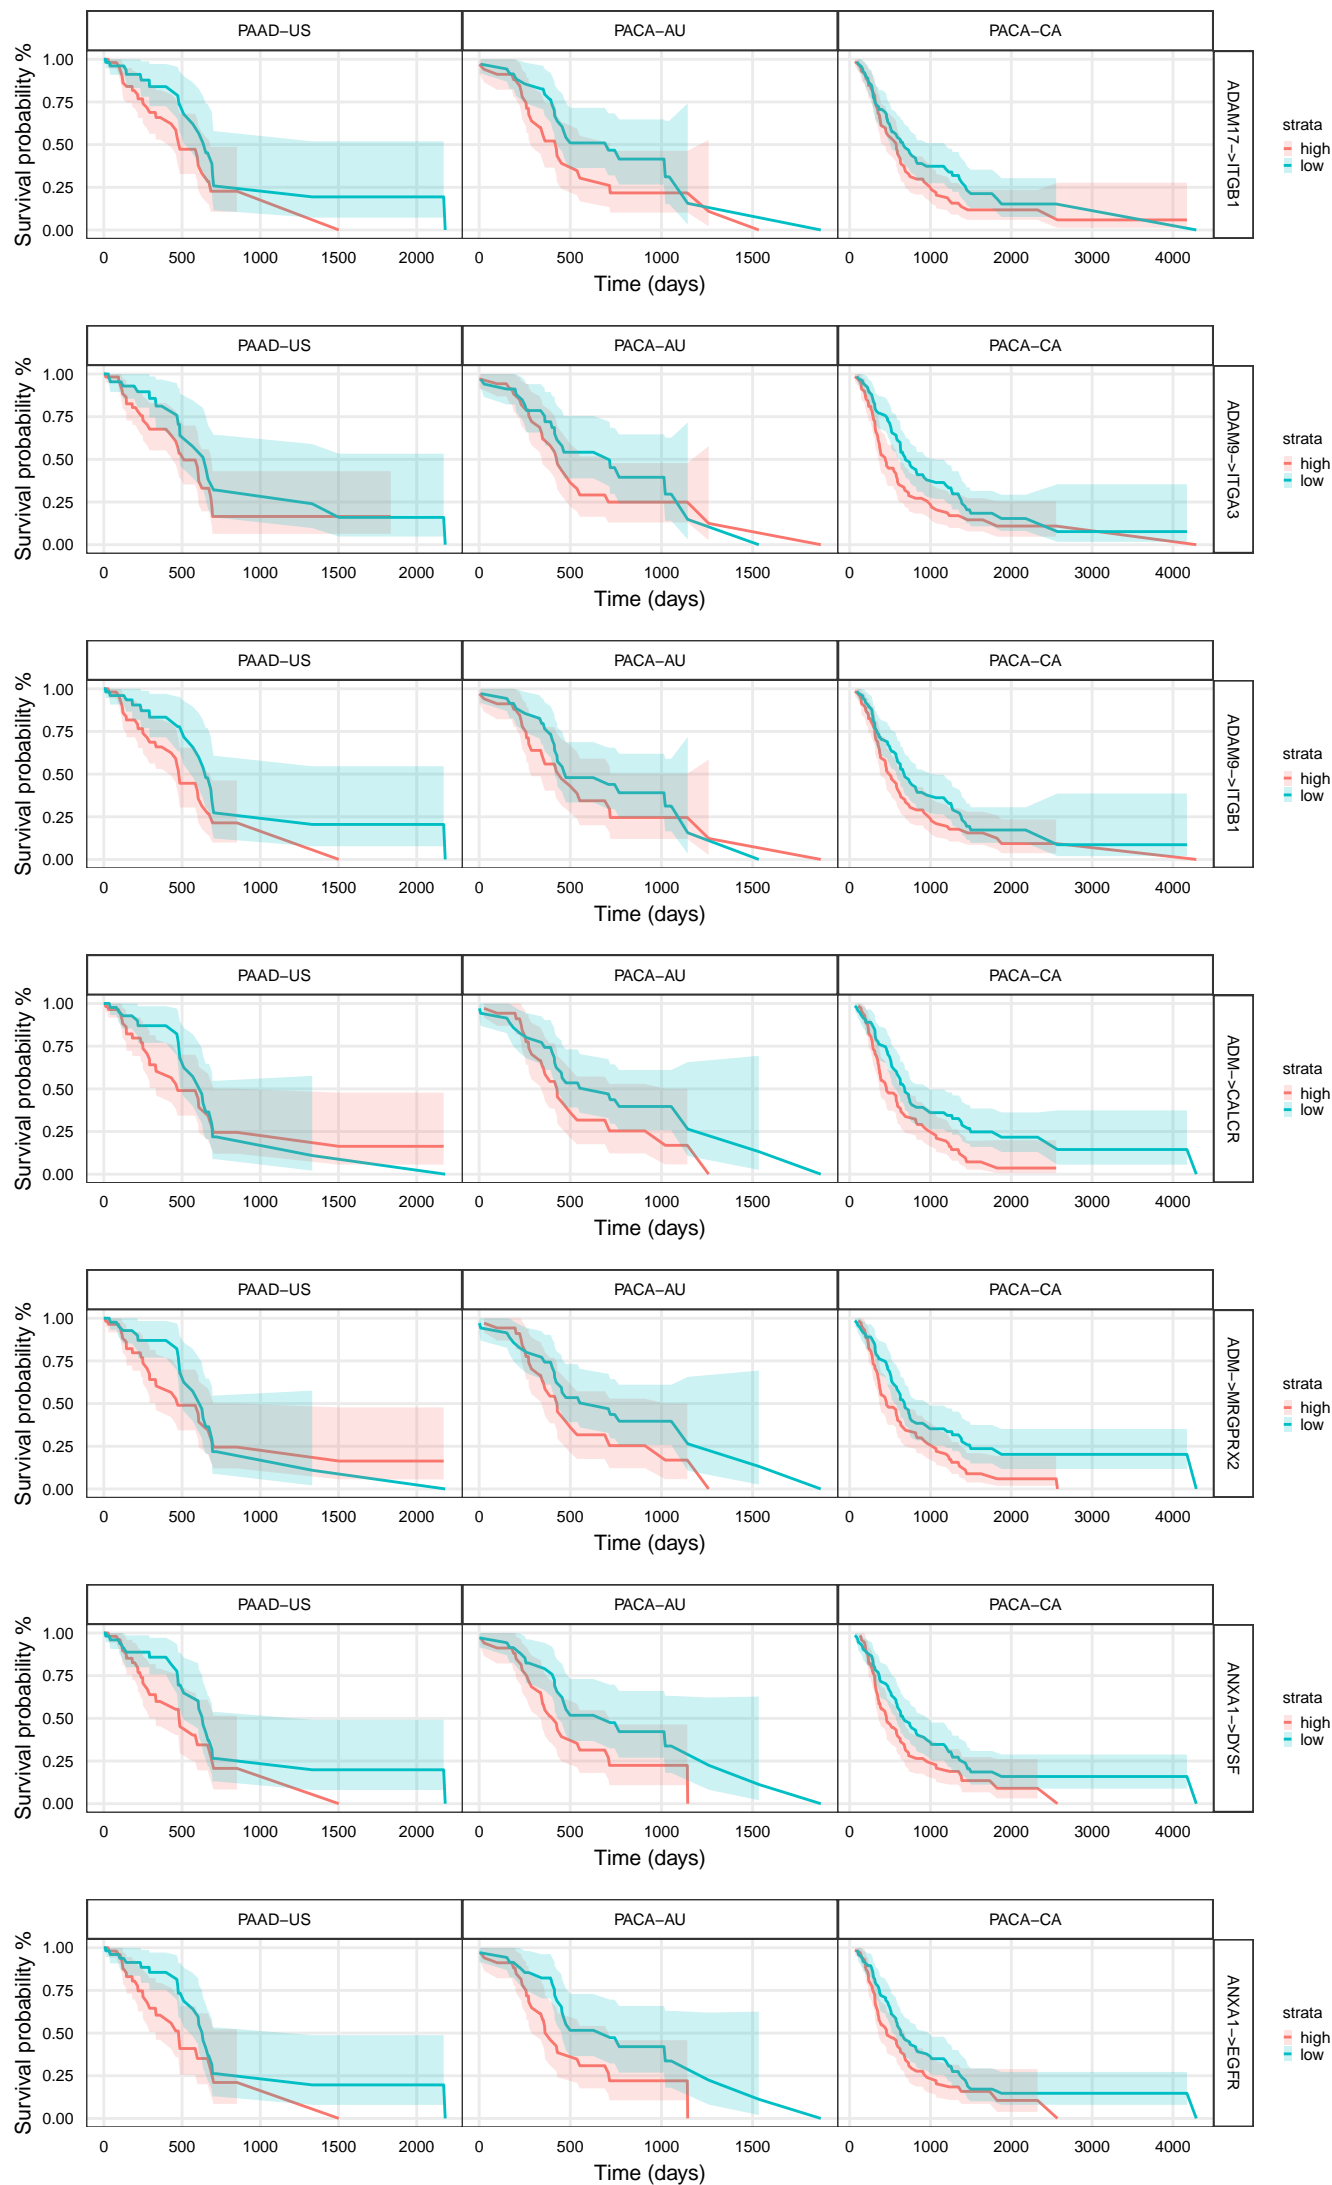 PAAD−US PACA−AU PACA−CA
Survival probability %
1.00
0.75
0.50
0.25
0.00
ADAM17−>ITGB1
strata
high
low
0 500 1000 1500 2000 0 500 1000 1500 0 1000 2000 3000 4000
Time (days)
PAAD−US PACA−AU PACA−CA
Survival probability %
1.00
0.75
0.50
0.25
0.00
ADAM9−>ITGA3
strata
high
low
0 500 1000 1500 2000 0 500 1000 1500 0 1000 2000 3000 4000
Time (days)
PAAD−US PACA−AU PACA−CA
Survival probability %
1.00
0.75
0.50
0.25
0.00
ADAM9−>ITGB1
strata
high
low
0 500 1000 1500 2000 0 500 1000 1500 0 1000 2000 3000 4000
Time (days)
PAAD−US PACA−AU PACA−CA
Survival probability %
1.00
0.75
0.50
0.25
0.00
ADM−>CALCR
strata
high
low
0 500 1000 1500 2000 0 500 1000 1500 0 1000 2000 3000 4000
Time (days)
PAAD−US PACA−AU PACA−CA
Survival probability %
1.00
0.75
0.50
0.25
0.00
ADM−>MRGPRX2
strata
high
low
0 500 1000 1500 2000 0 500 1000 1500 0 1000 2000 3000 4000
Time (days)
PAAD−US PACA−AU PACA−CA
Survival probability %
1.00
0.75
0.50
0.25
0.00
ANXA1−>DYSF
strata
high
low
0 500 1000 1500 2000 0 500 1000 1500 0 1000 2000 3000 4000
Time (days)
PAAD−US PACA−AU PACA−CA
Survival probability %
1.00
0.75
0.50
0.25
0.00
ANXA1−>EGFR
strata
high
low
0 500 1000 1500 2000 0 500 1000 1500 0 1000 2000 3000 4000
Time (days)